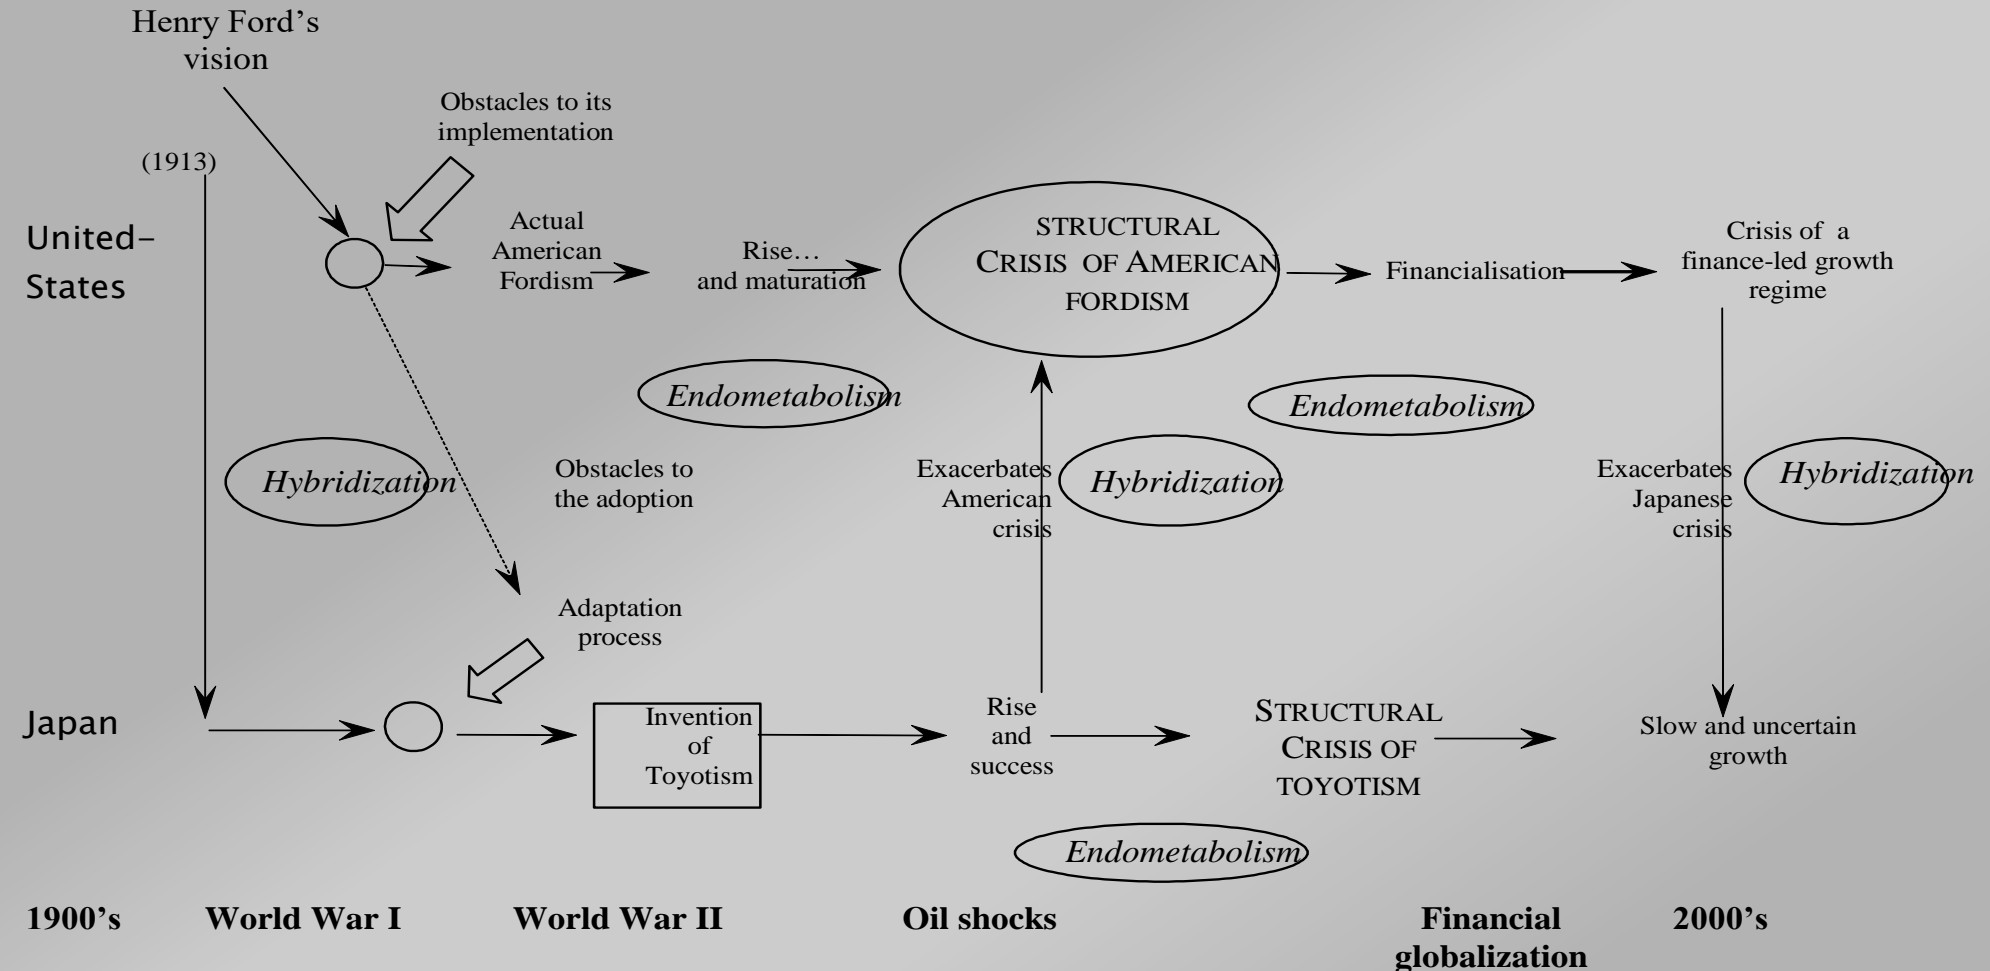 Henry Ford’s
vision
Obstacles to its
implementation
(1913)
United-
States
Actual
American
Fordism
Rise…
and maturation
STRUCTURAL
CRISIS OF AMERICAN
FORDISM
Financialisation
Crisis of a
finance-led growth
regime
Endometabolism
Endometabolism
Hybridization
Obstacles to
the adoption
Exacerbates
American
crisis
Hybridization
Exacerbates
Japanese
crisis
Hybridization
Adaptation
process
Japan
Invention
of
Toyotism
Rise
and
success
STRUCTURAL
CRISIS OF
TOYOTISM
Slow and uncertain
growth
Endometabolism
1900’s
World War I
World War II
Oil shocks
Financial
globalization
2000’s